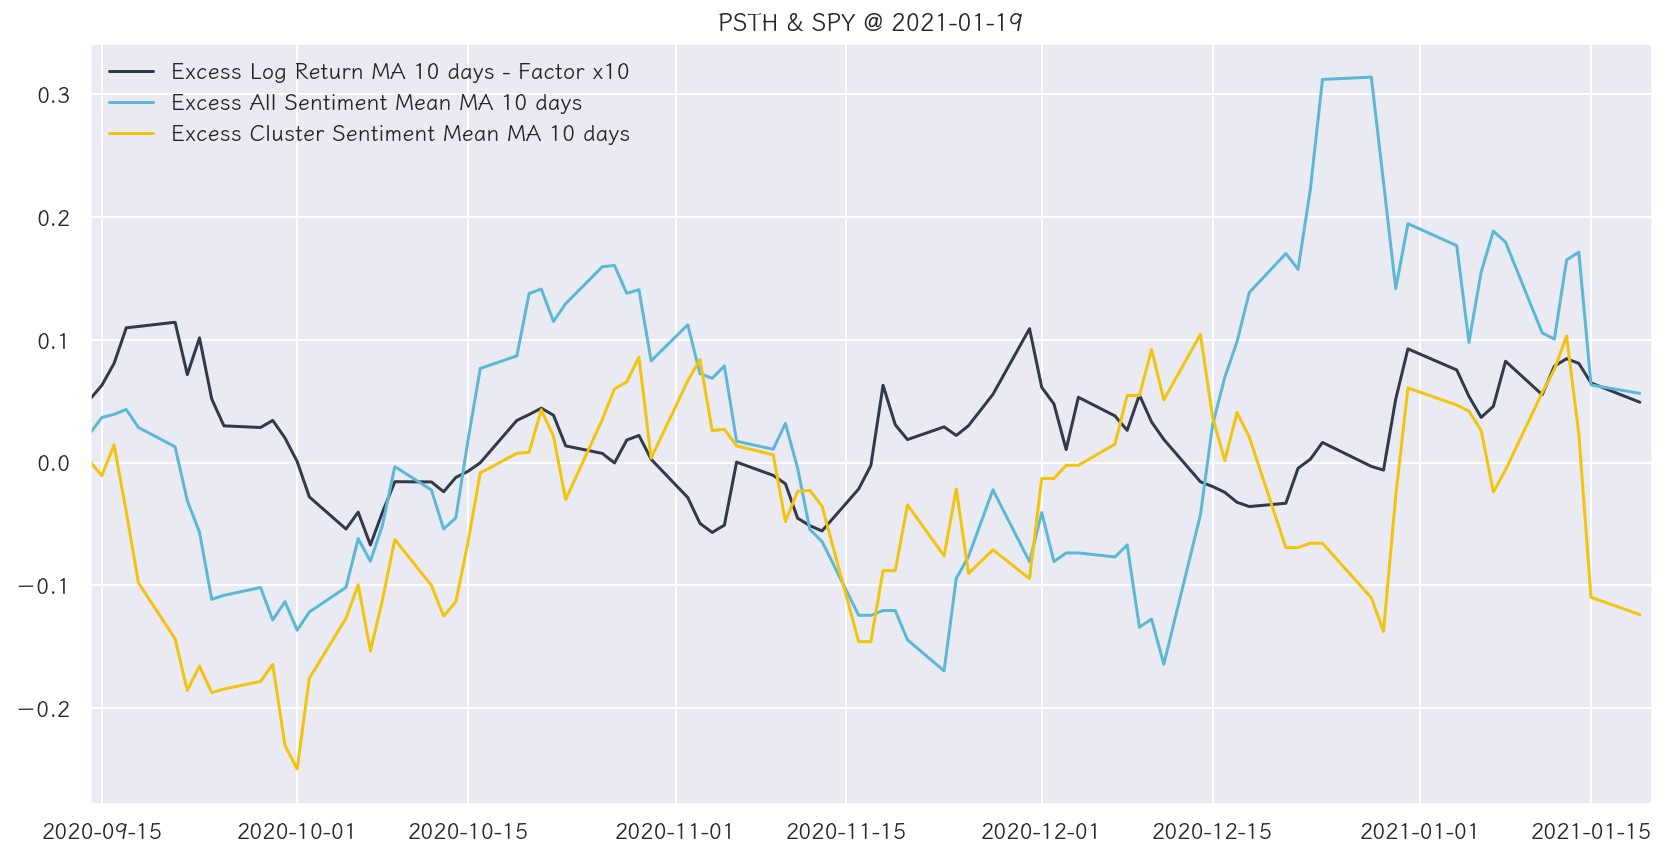 PSTH & SPY @ 2021-01-19
Excess Log Return MA 10 days - Factor x10
Excess All Sentiment Mean MA 10 days
Excess Cluster Sentiment Mean MA 10 days
0.3
0.2
0.1
0.0
−0.1
−0.2
2020-09-15 2020-10-01 2020-10-15 2020-11-01 2020-11-15 2020-12-01 2020-12-15 2021-01-01 2021-01-15